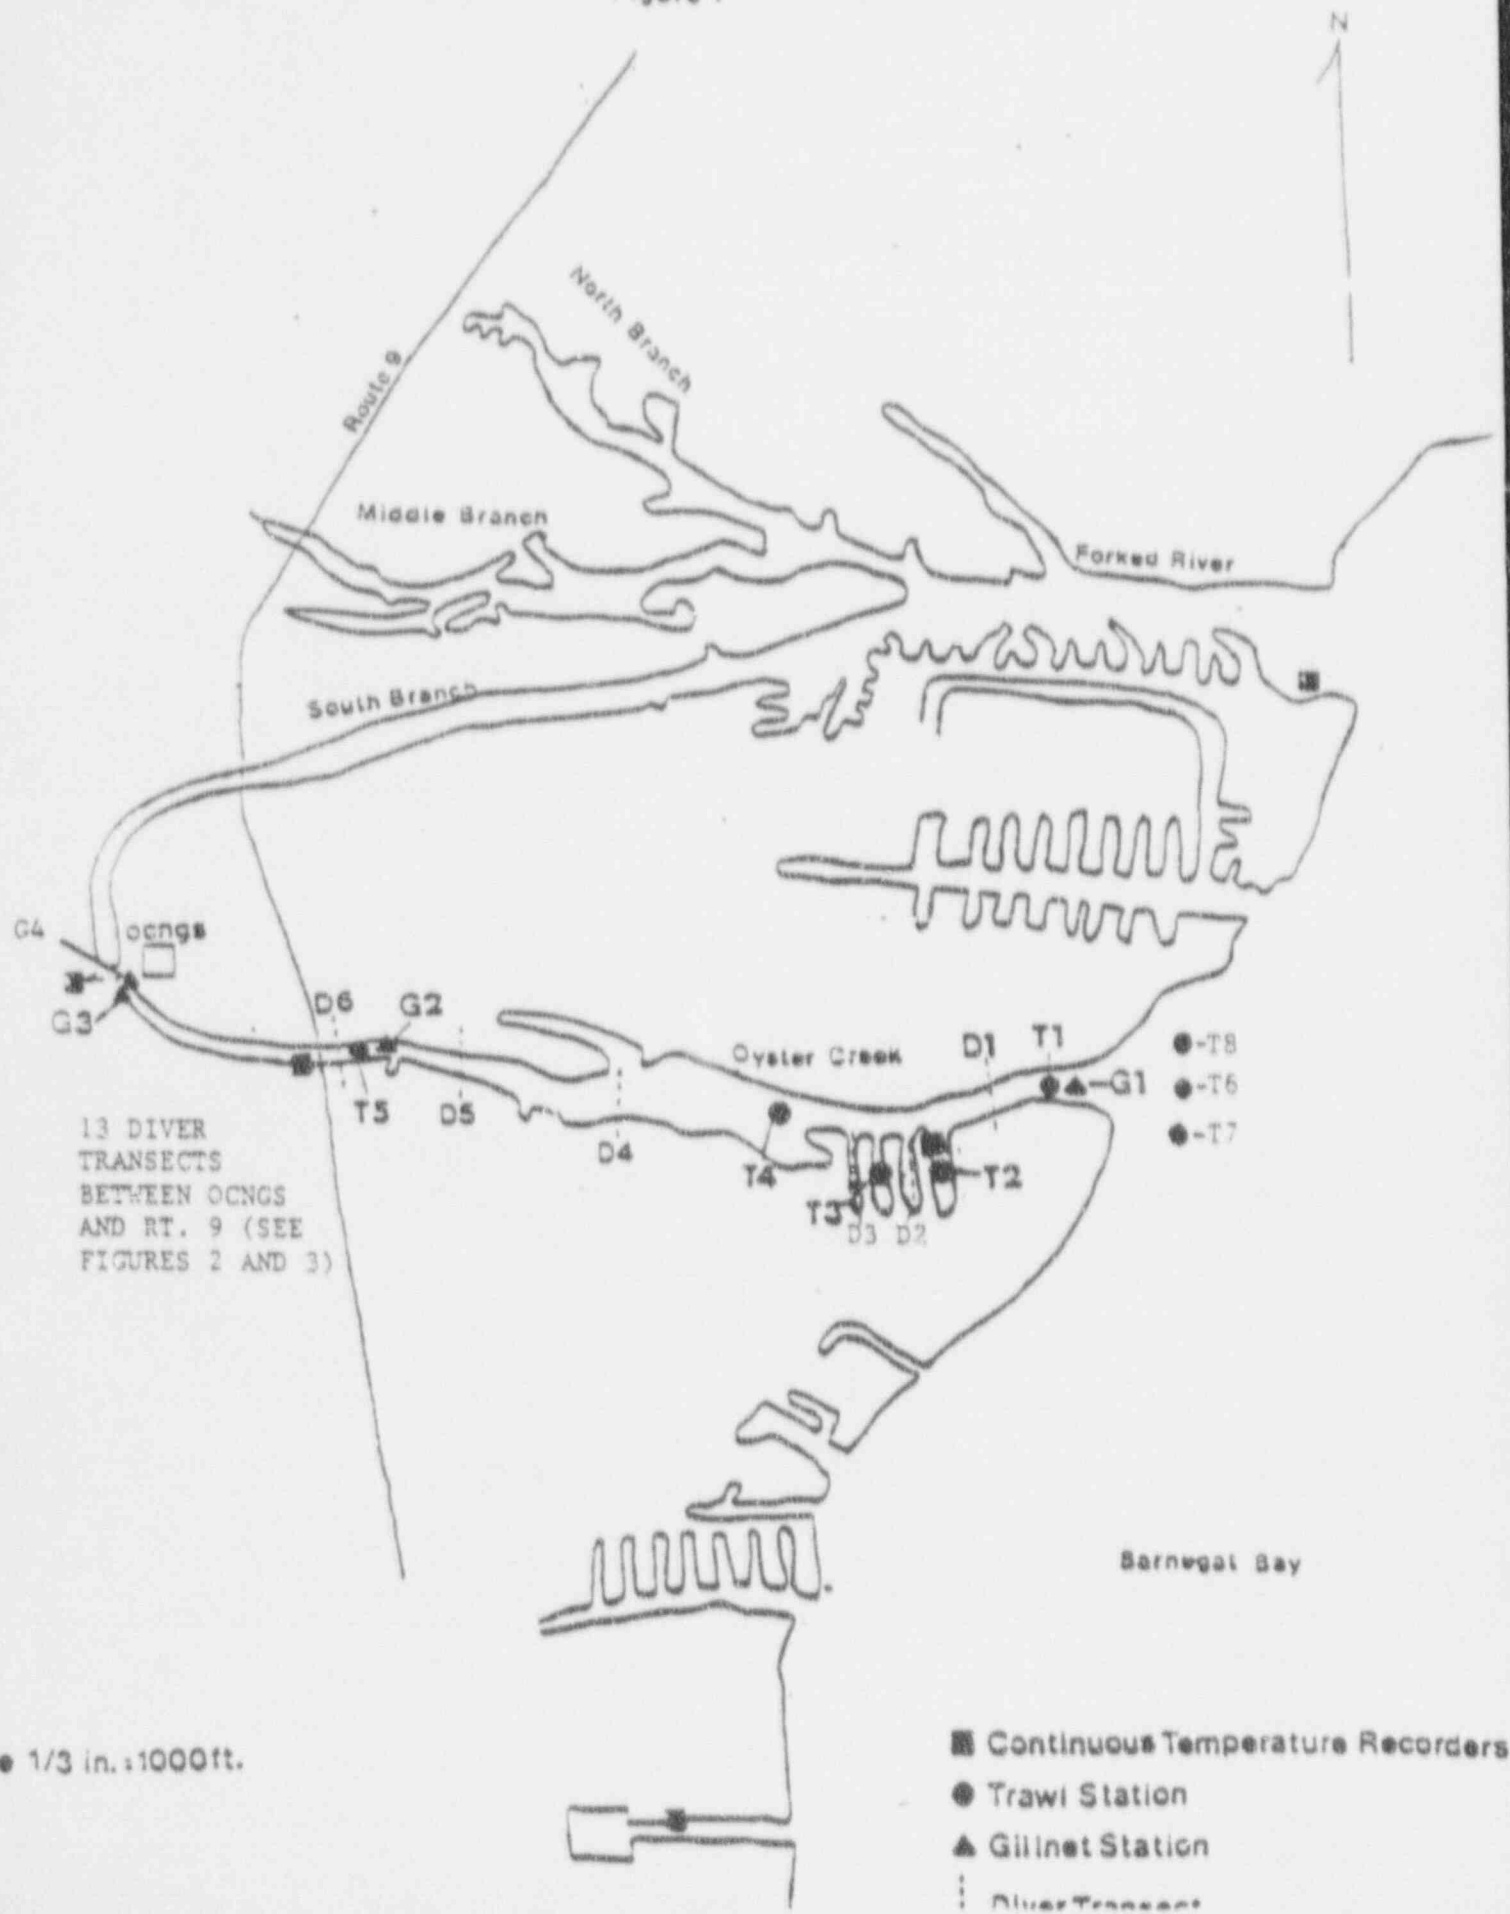 N
North Branch
Route 9
Middle Branch
Forked River
South Branch
G4
ocngs
G3
D6
G2
Oyster Creek
D1
T1
-T8
-G1
-T6
-T7
T5
D5
D4
T4
T3
D3
D2
-T2
13 DIVER
TRANSECTS
BETWEEN OCNGS
AND RT. 9 (SEE
FIGURES 2 AND 3)
Barnegat Bay
e 1/3 in.:1000ft.
Continuous Temperature Recorders
Trawl Station
Gillnet Station
Diver Transect